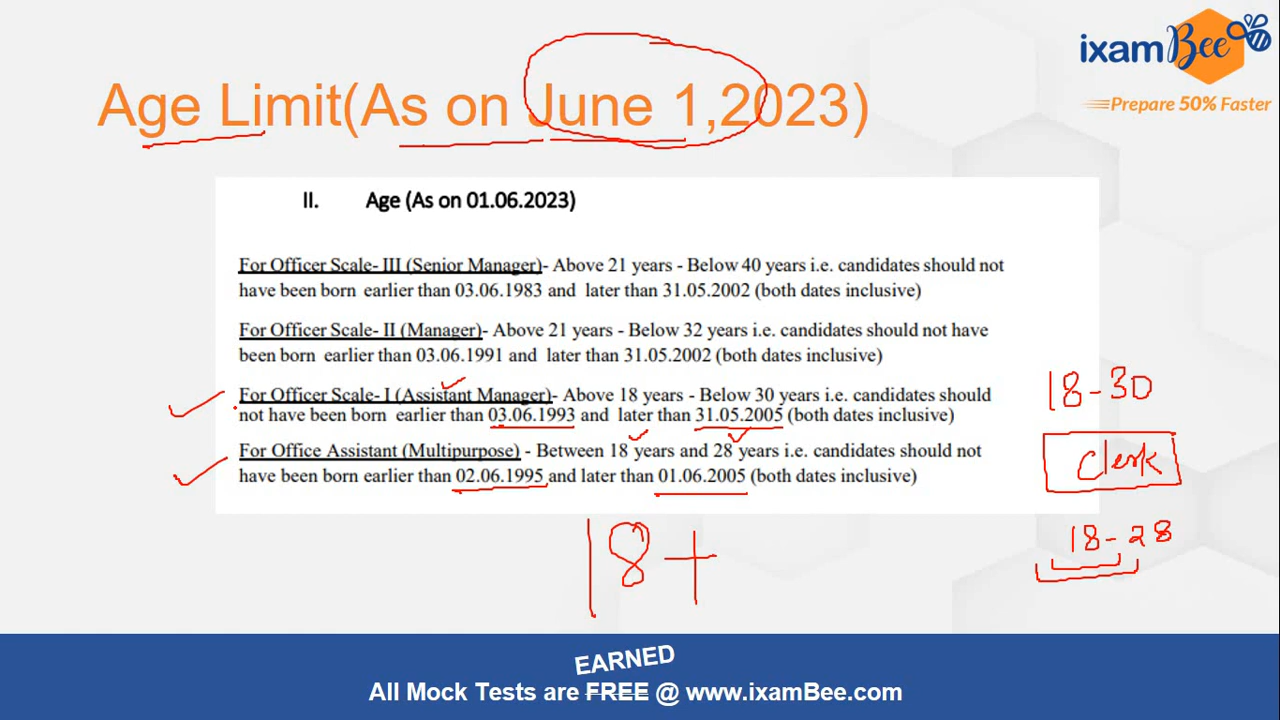 ixamBee
Prepare 50% Faster
Age Limit(As on June 1,2023)
II. Age (As on 01.06.2023)
For Officer Scale- III (Senior Manager)- Above 21 years - Below 40 years i.e. candidates should not
have been born earlier than 03.06.1983 and later than 31.05.2002 (both dates inclusive)
For Officer Scale- II (Manager)- Above 21 years - Below 32 years i.e. candidates should not have
been born earlier than 03.06.1991 and later than 31.05.2002 (both dates inclusive)
For Officer Scale- I (Assistant Manager)- Above 18 years - Below 30 years i.e. candidates should
not have been born earlier than 03.06.1993 and later than 31.05.2005 (both dates inclusive)
18-30
For Office Assistant (Multipurpose) - Between 18 years and 28 years i.e. candidates should not
have been born earlier than 02.06.1995 and later than 01.06.2005 (both dates inclusive)
Clerk
18-28
18+
EARNED
All Mock Tests are FREE @ www.ixamBee.com